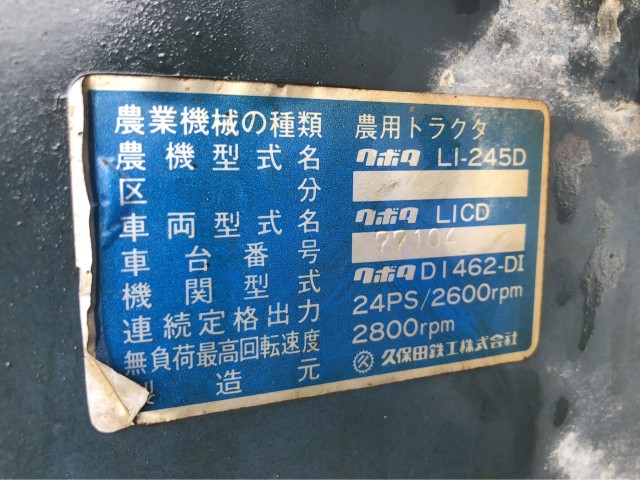 農業機械の種類 農用トラクタ
農機型式名 クボタ L1-245D
区分
車両型式名 クボタ L1CD
車台番号
機関型式 クボタ D1462-DI
連続定格出力 24PS/2600rpm
無負荷最高回転速度 2800rpm
製造元 久保田鉄工株式会社